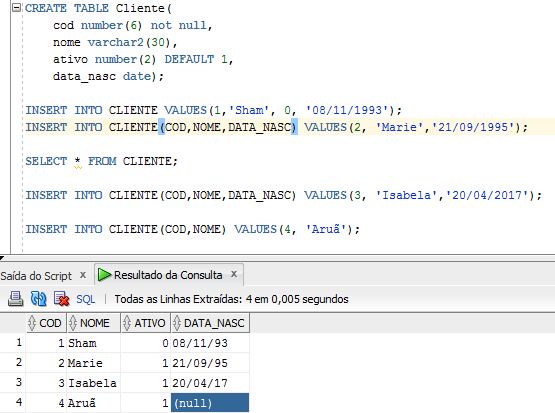 CREATE TABLE Cliente(
cod number(6) not null,
nome varchar2(30),
ativo number(2) DEFAULT 1,
data_nasc date);
INSERT INTO CLIENTE VALUES(1,'Sham', 0, '08/11/1993');
INSERT INTO CLIENTE(COD,NOME,DATA_NASC) VALUES(2, 'Marie','21/09/1995');
SELECT * FROM CLIENTE;
INSERT INTO CLIENTE(COD,NOME,DATA_NASC) VALUES(3, 'Isabela','20/04/2017');
INSERT INTO CLIENTE(COD,NOME) VALUES(4, 'Aruã');
Saída do Script x Resultado da Consulta x
SQL | Todas as Linhas Extraídas: 4 em 0,005 segundos
COD NOME ATIVO DATA_NASC
1 1 Sham 0 08/11/93
2 2 Marie 1 21/09/95
3 3 Isabela 1 20/04/17
4 4 Aruã 1 (null)